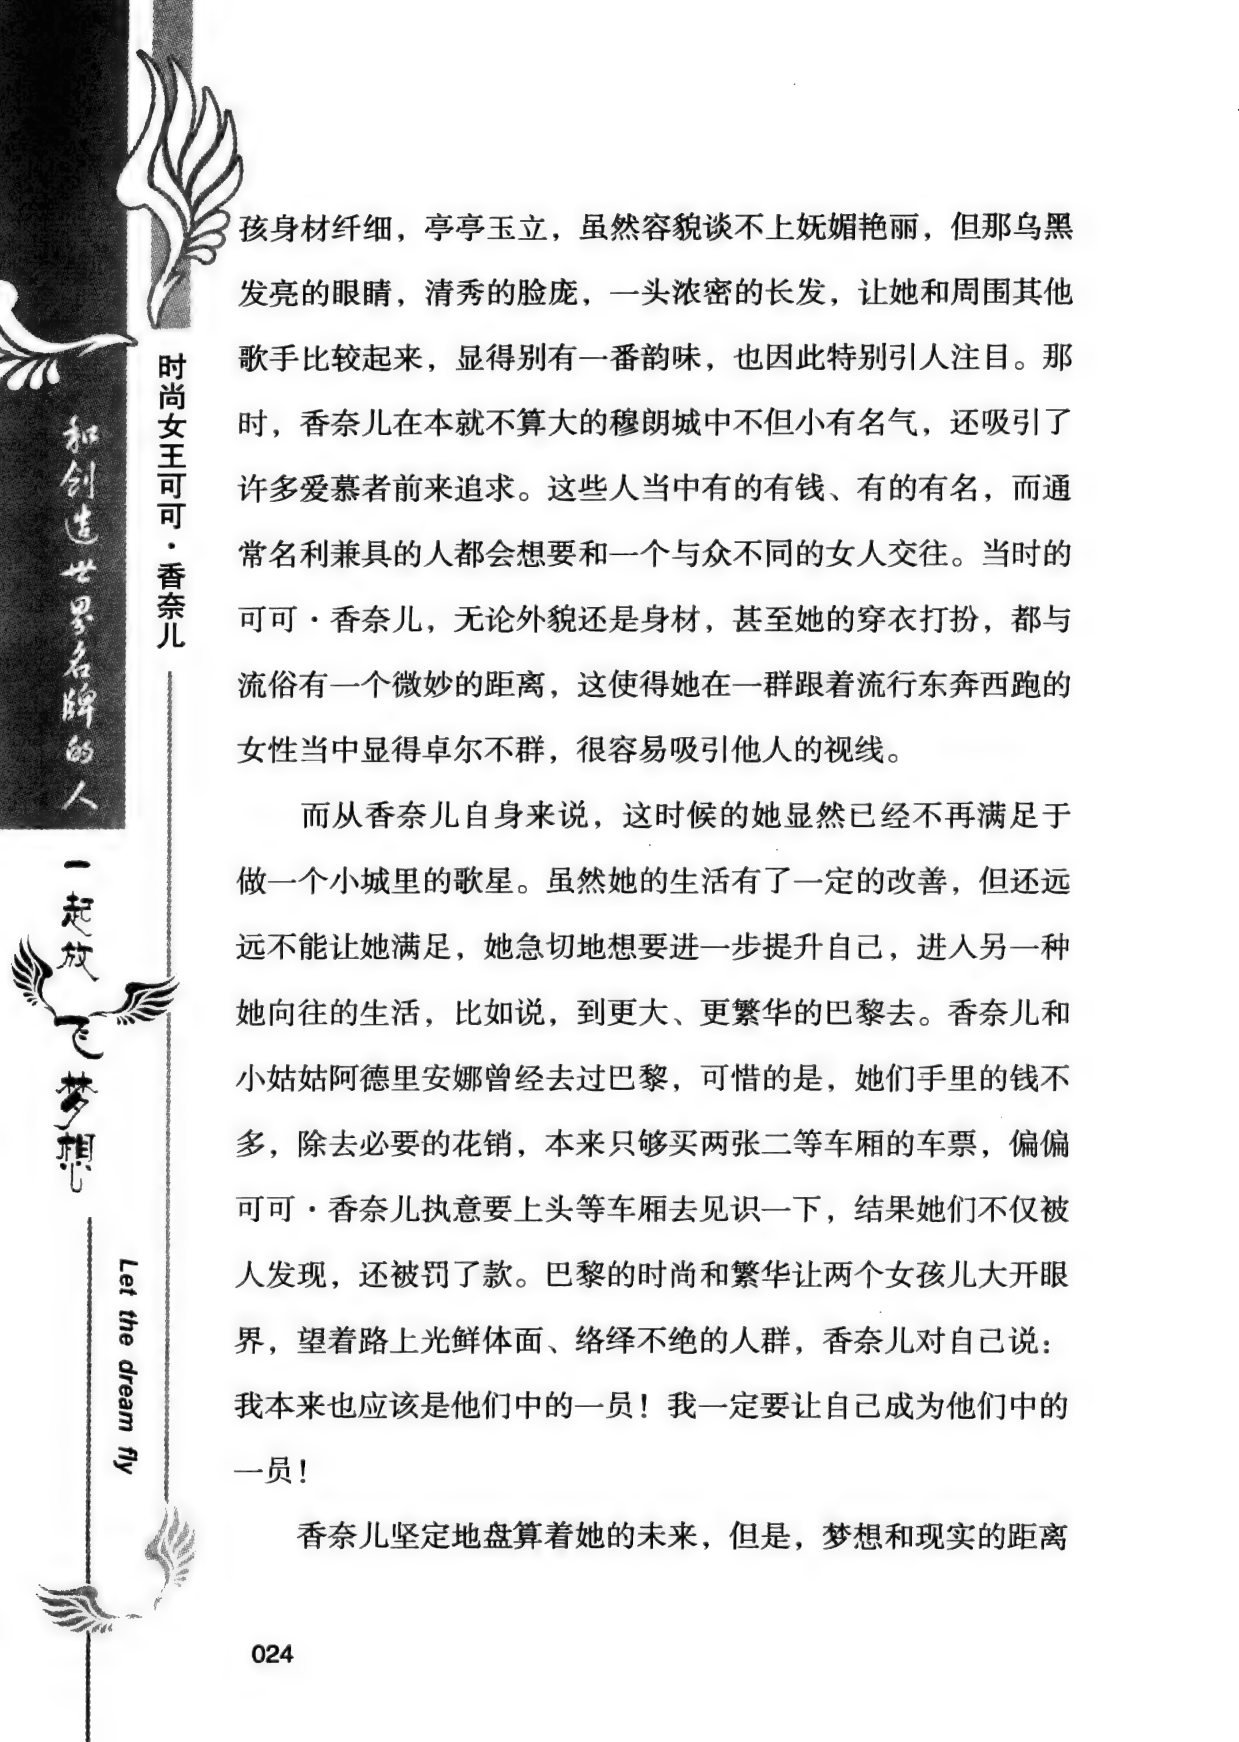 孩身材纤细，亭亭玉立，虽然容貌谈不上妩媚艳丽，但那乌黑
发亮的眼睛，清秀的脸庞，一头浓密的长发，让她和周围其他
歌手比较起来，显得别有一番韵味，也因此特别引人注目。那
时，香奈儿在本就不算大的穆朗城中不但小有名气，还吸引了
许多爱慕者前来追求。这些人当中有的有钱、有的有名，而通
常名利兼具的人都会想要和一个与众不同的女人交往。当时的
可可·香奈儿，无论外貌还是身材，甚至她的穿衣打扮，都与
流俗有一个微妙的距离，这使得她在一群跟着流行东奔西跑的
女性当中显得卓尔不群，很容易吸引他人的视线。
而从香奈儿自身来说，这时候的她显然已经不再满足于
做一个小城里的歌星。虽然她的生活有了一定的改善，但还远
远不能让她满足，她急切地想要进一步提升自己，进入另一种
她向往的生活，比如说，到更大、更繁华的巴黎去。香奈儿和
小姑姑阿德里安娜曾经去过巴黎，可惜的是，她们手里的钱不
多，除去必要的花销，本来只够买两张二等车厢的车票，偏偏
可可·香奈儿执意要上头等车厢去见识一下，结果她们不仅被
人发现，还被罚了款。巴黎的时尚和繁华让两个女孩儿大开眼
界，望着路上光鲜体面、络绎不绝的人群，香奈儿对自己说：
我本来也应该是他们中的一员！我一定要让自己成为他们中的
一员！
香奈儿坚定地盘算着她的未来，但是，梦想和现实的距离
024
时尚女王可可·香奈儿
和创造世界名牌的人
一起放飞梦想
Let the dream fly